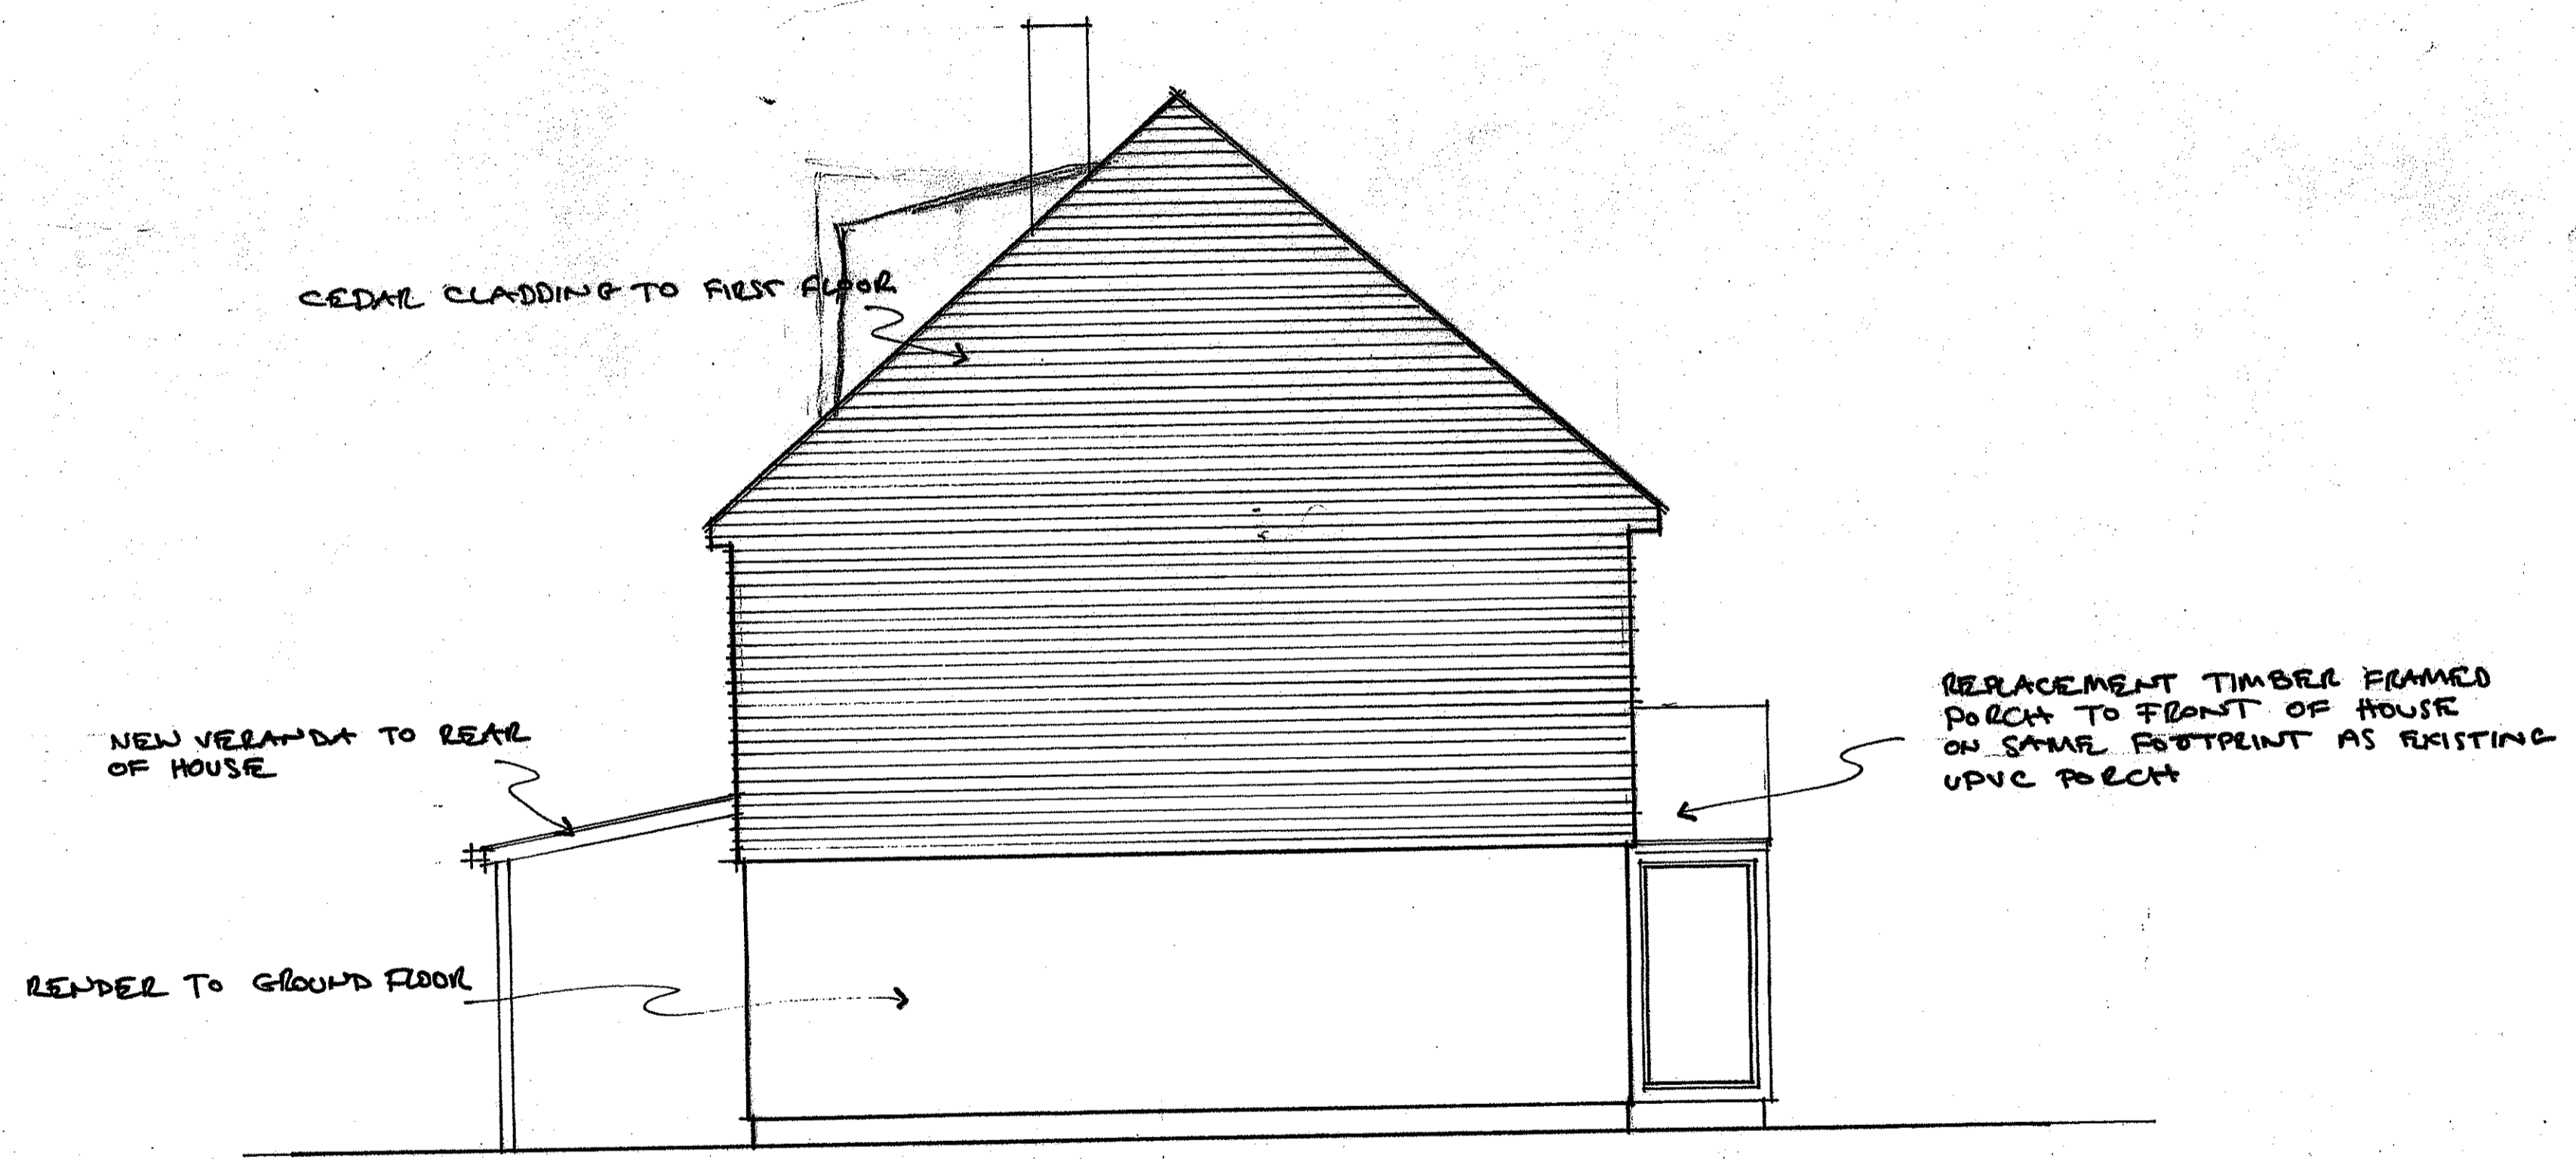 CEDAR CLADDING TO FIRST FLOOR
NEW VERANDA TO REAR
OF HOUSE
REPLACEMENT TIMBER FRAMED
PORCH TO FRONT OF HOUSE
ON SAME FOOTPRINT AS EXISTING
UPVC PORCH
RENDER TO GROUND FLOOR